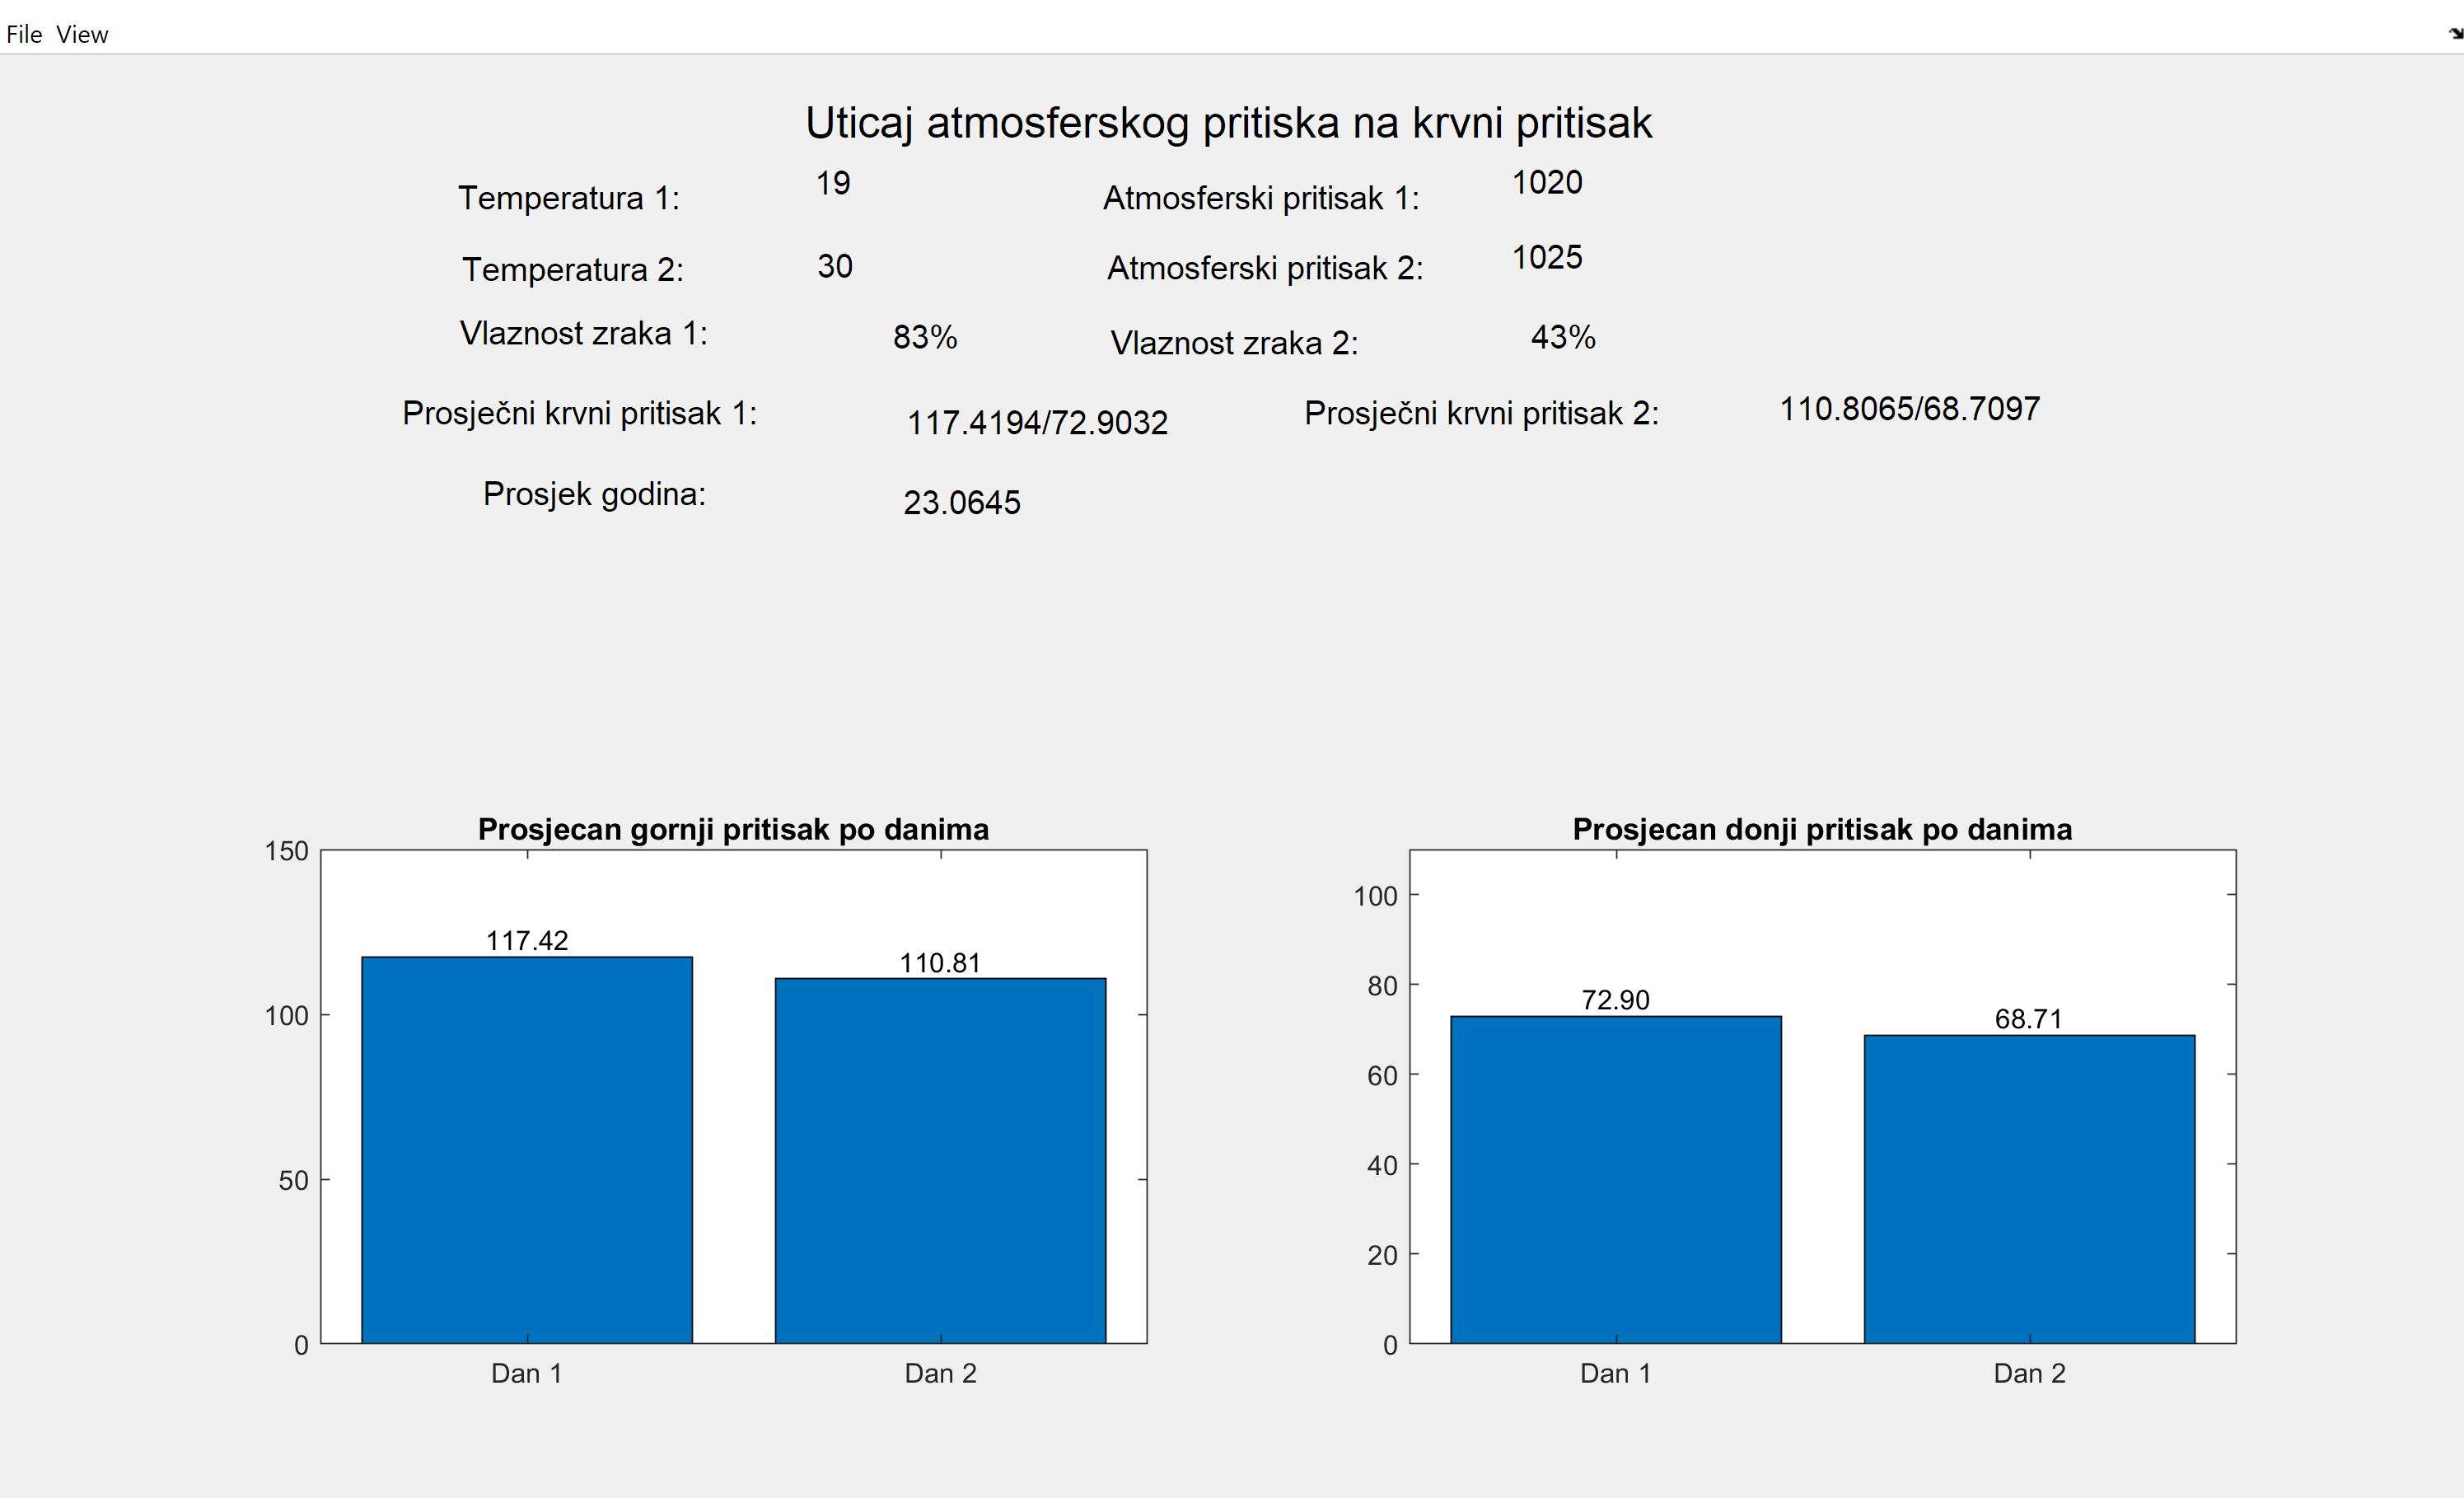 File View
Uticaj atmosferskog pritiska na krvni pritisak
Temperatura 1: 19 Atmosferski pritisak 1: 1020
Temperatura 2: 30 Atmosferski pritisak 2: 1025
Vlaznost zraka 1: 83% Vlaznost zraka 2: 43%
Prosječni krvni pritisak 1: 117.4194/72.9032 Prosječni krvni pritisak 2: 110.8065/68.7097
Prosjek godina: 23.0645
Prosjecan gornji pritisak po danima
150
100
50
0
117.42
110.81
Dan 1 Dan 2
Prosjecan donji pritisak po danima
100
80
60
40
20
0
72.90
68.71
Dan 1 Dan 2